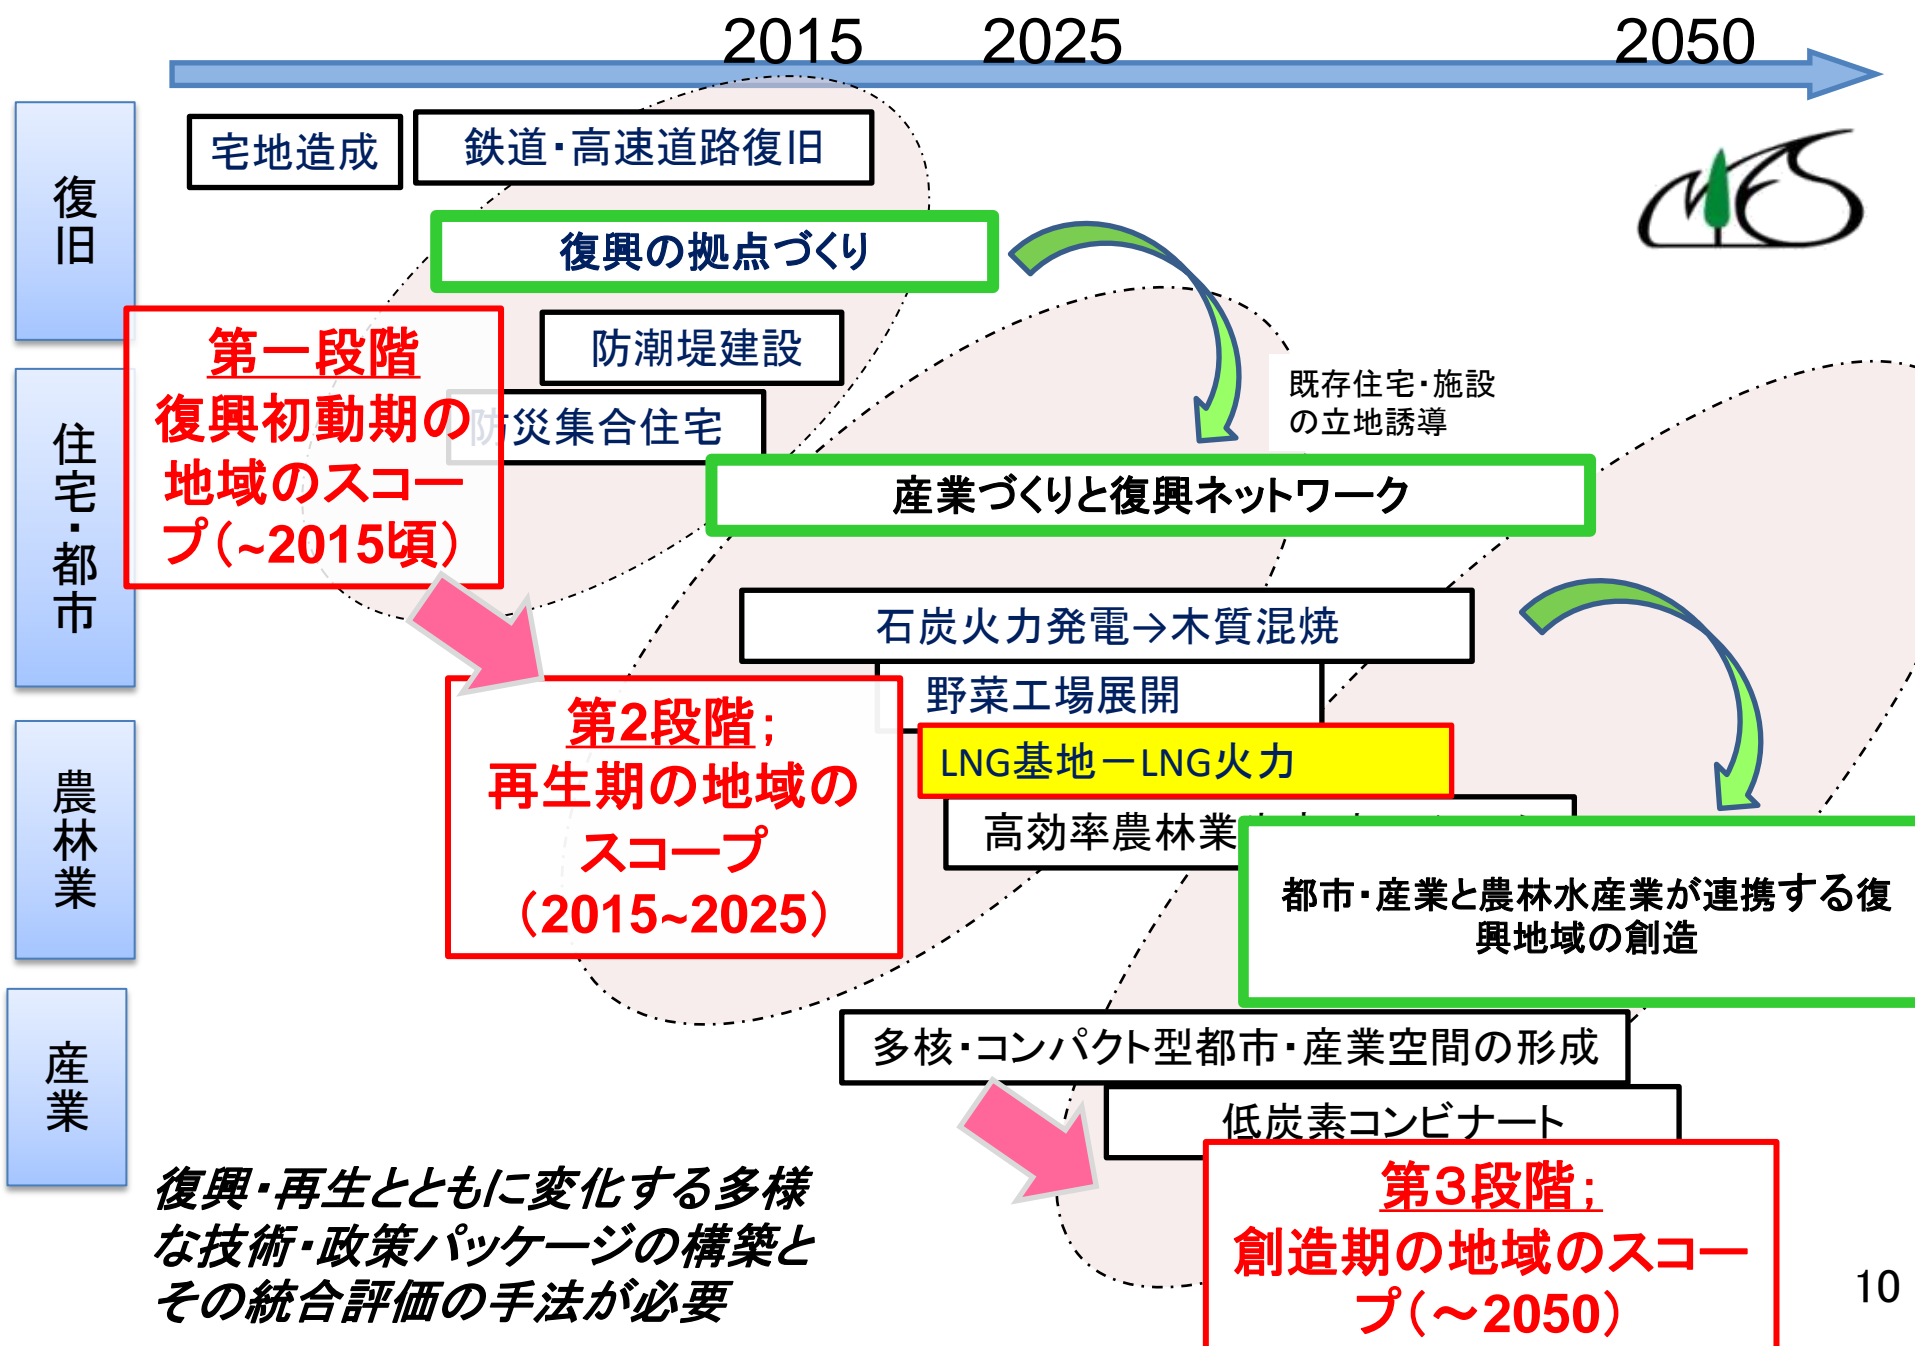 2015
2025
2050
復旧
宅地造成
鉄道・高速道路復旧
復興の拠点づくり
第一段階
復興初動期の
地域のスコー
プ(~2015頃)
防潮堤建設
防災集合住宅
既存住宅・施設
の立地誘導
住宅・都市
産業づくりと復興ネットワーク
石炭火力発電→木質混焼
野菜工場展開
第2段階;
再生期の地域の
スコープ
(2015~2025)
LNG基地ーLNG火力
高効率農林業
農林業
都市・産業と農林水産業が連携する復
興地域の創造
産業
多核・コンパクト型都市・産業空間の形成
低炭素コンビナート
第3段階;
創造期の地域のスコー
プ(～2050)
復興・再生とともに変化する多様
な技術・政策パッケージの構築と
その統合評価の手法が必要
10